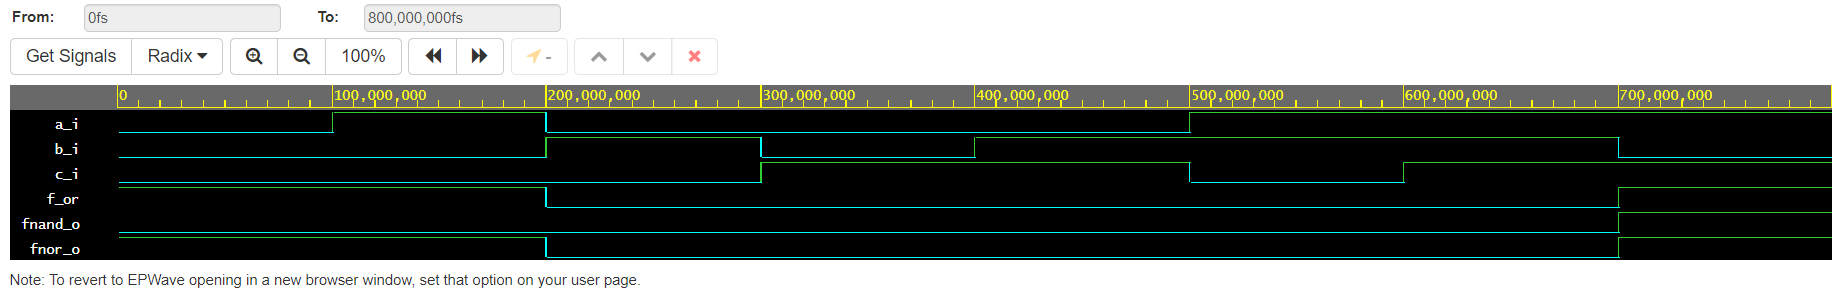 From: 0fs To: 800,000,000fs
Get Signals Radix 100% -
0 100,000,000 200,000,000 300,000,000 400,000,000 500,000,000 600,000,000 700,000,000
a_i
b_i
c_i
f_or
fnand_o
fnor_o
Note: To revert to EPWave opening in a new browser window, set that option on your user page.